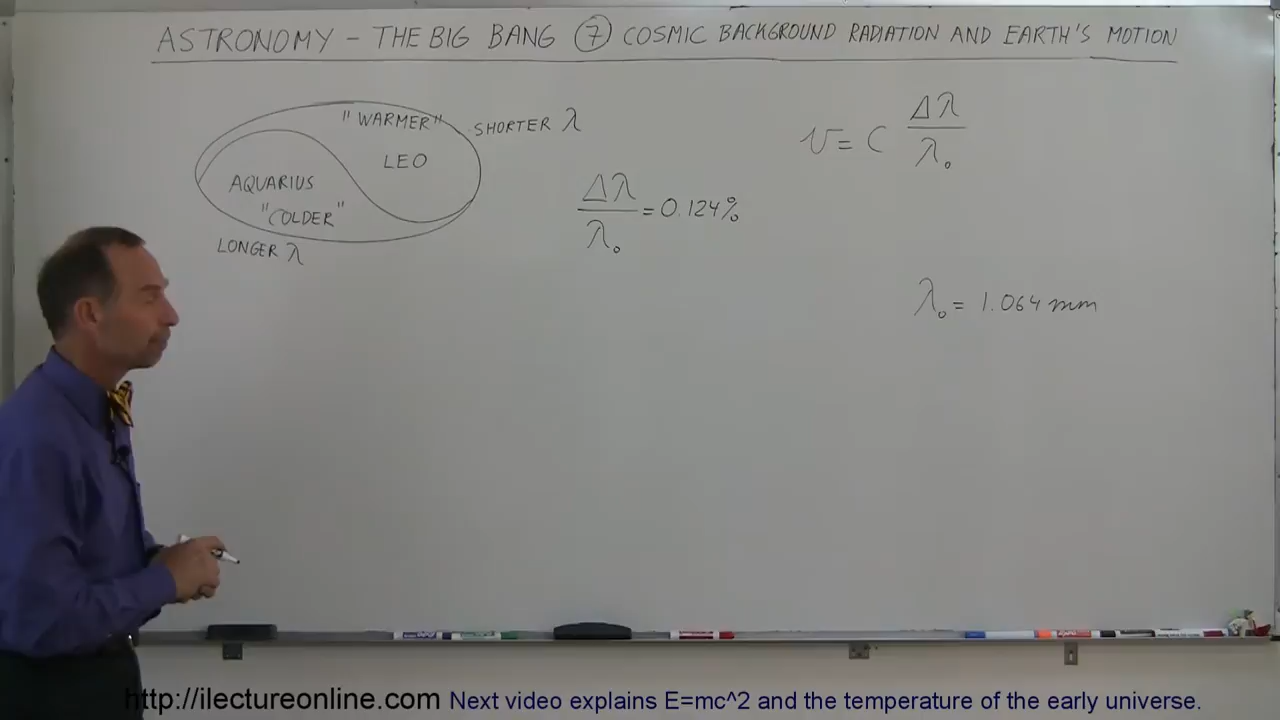 ASTRONOMY – THE BIG BANG ⑦ COSMIC BACKGROUND RADIATION AND EARTH'S MOTION
"WARMER"
LEO
SHORTER λ
AQUARIUS
"COLDER"
LONGER λ
Δλ/λ₀ = 0.124%
v = C Δλ/λ₀
λ₀ = 1.064 mm
http://ilectureonline.com Next video explains E=mc^2 and the temperature of the early universe.